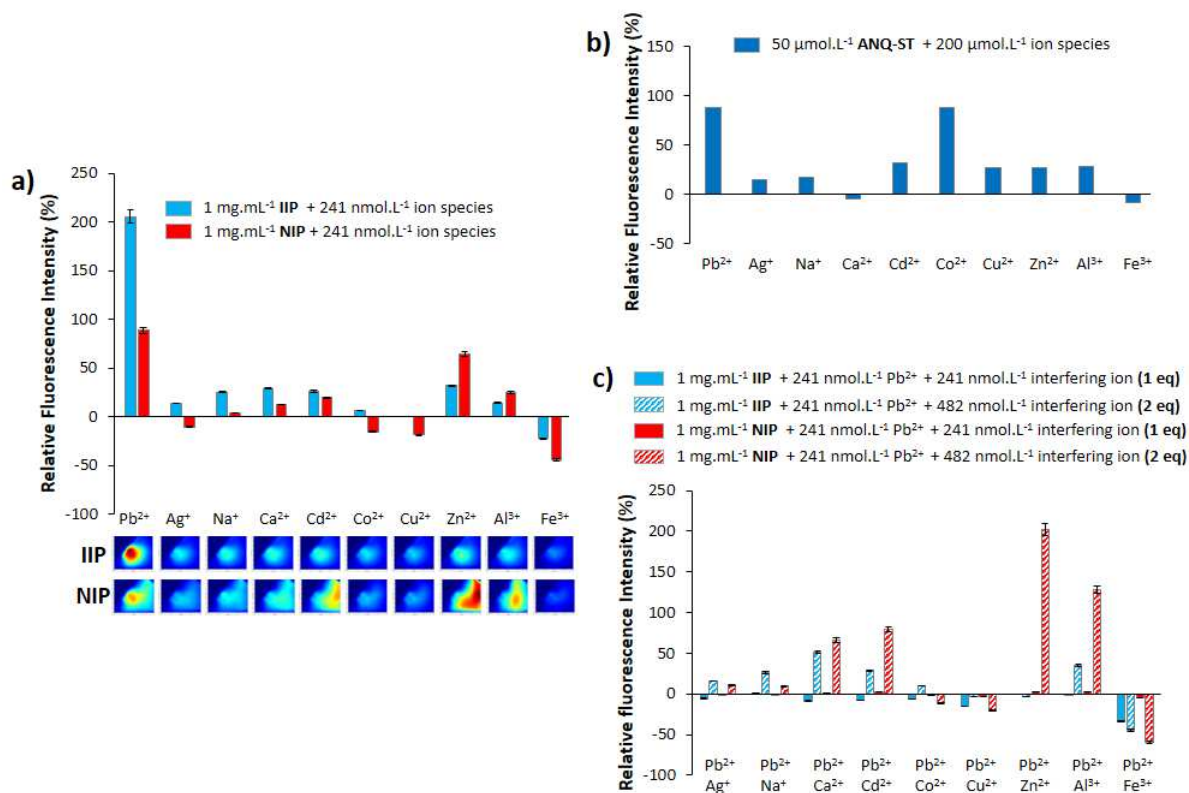 a)
Relative Fluorescence Intensity (%)
250
200
150
100
50
0
-50
-100
1 mg.mL⁻¹ IIP + 241 nmol.L⁻¹ ion species
1 mg.mL⁻¹ NIP + 241 nmol.L⁻¹ ion species
Pb²⁺ Ag⁺ Na⁺ Ca²⁺ Cd²⁺ Co²⁺ Cu²⁺ Zn²⁺ Al³⁺ Fe³⁺
IIP
NIP
b)
Relative Fluorescence Intensity (%)
150
100
50
0
-50
50 µmol.L⁻¹ ANQ-ST + 200 µmol.L⁻¹ ion species
Pb²⁺ Ag⁺ Na⁺ Ca²⁺ Cd²⁺ Co²⁺ Cu²⁺ Zn²⁺ Al³⁺ Fe³⁺
c)
1 mg.mL⁻¹ IIP + 241 nmol.L⁻¹ Pb²⁺ + 241 nmol.L⁻¹ interfering ion (1 eq)
1 mg.mL⁻¹ IIP + 241 nmol.L⁻¹ Pb²⁺ + 482 nmol.L⁻¹ interfering ion (2 eq)
1 mg.mL⁻¹ NIP + 241 nmol.L⁻¹ Pb²⁺ + 241 nmol.L⁻¹ interfering ion (1 eq)
1 mg.mL⁻¹ NIP + 241 nmol.L⁻¹ Pb²⁺ + 482 nmol.L⁻¹ interfering ion (2 eq)
Relative fluorescence Intensity (%)
250
200
150
100
50
0
-50
-100
Pb²⁺ Pb²⁺ Pb²⁺ Pb²⁺ Pb²⁺ Pb²⁺ Pb²⁺ Pb²⁺ Pb²⁺
Ag⁺ Na⁺ Ca²⁺ Cd²⁺ Co²⁺ Cu²⁺ Zn²⁺ Al³⁺ Fe³⁺